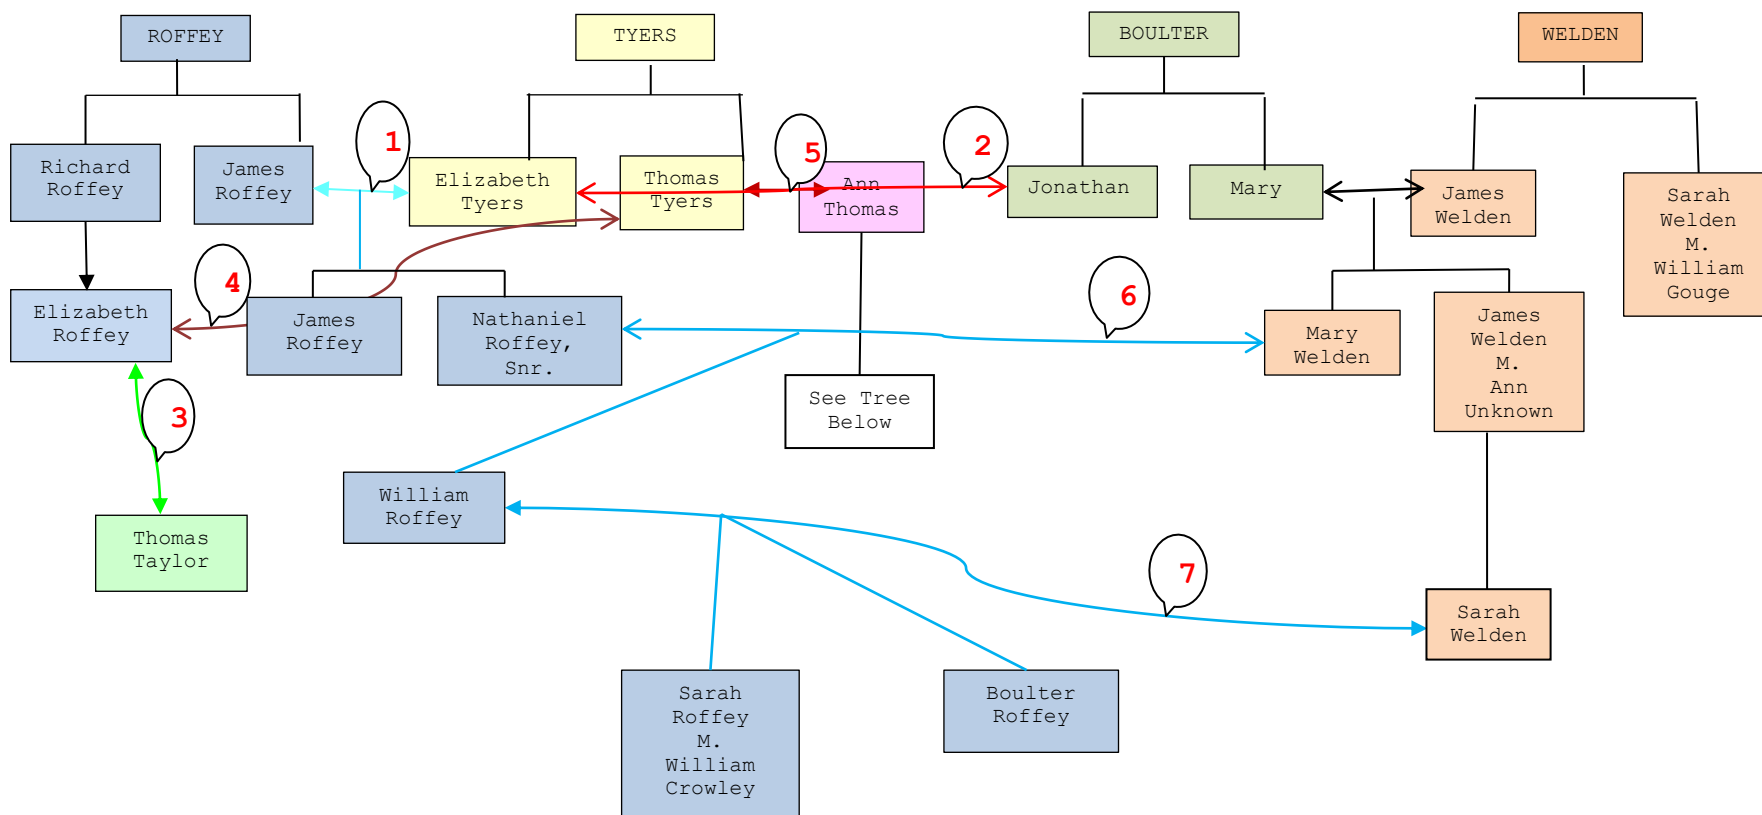 ROFFEY
TYERS
BOULTER
WELDEN
1
5
2
Richard
Roffey
James
Roffey
Elizabeth
Tyers
Thomas
Tyers
Ann
Thomas
Jonathan
Mary
James
Welden
Sarah
Welden
M.
William
Gouge
4
6
Elizabeth
Roffey
James
Roffey
Nathaniel
Roffey,
Snr.
Mary
Welden
James
Welden
M.
Ann
Unknown
3
See Tree
Below
William
Roffey
Thomas
Taylor
7
Sarah
Welden
Sarah
Roffey
M.
William
Crowley
Boulter
Roffey